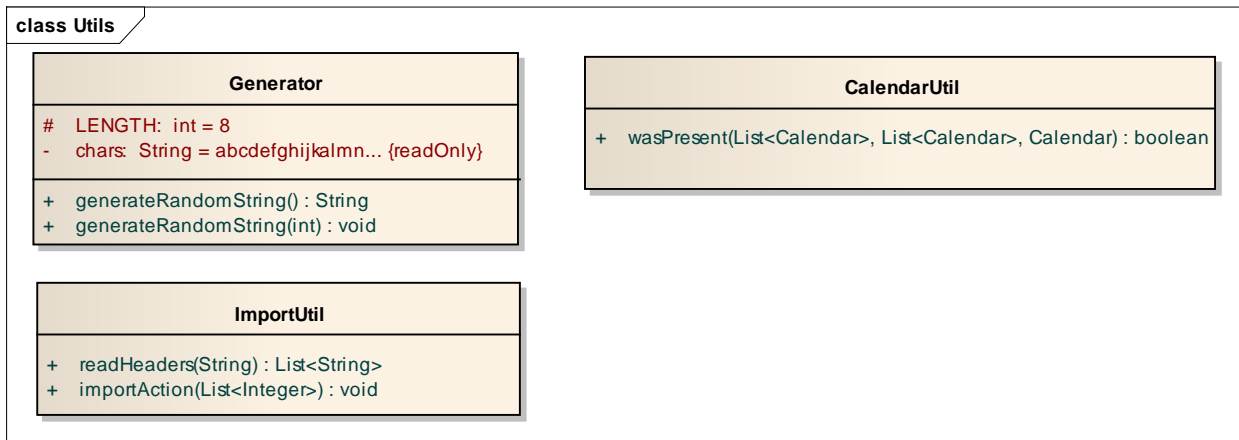 class Utils
Generator
# LENGTH: int = 8
- chars: String = abcdefghijkalmn... {readOnly}
+ generateRandomString() : String
+ generateRandomString(int) : void
CalendarUtil
+ wasPresent(List<Calendar>, List<Calendar>, Calendar) : boolean
ImportUtil
+ readHeaders(String) : List<String>
+ importAction(List<Integer>) : void